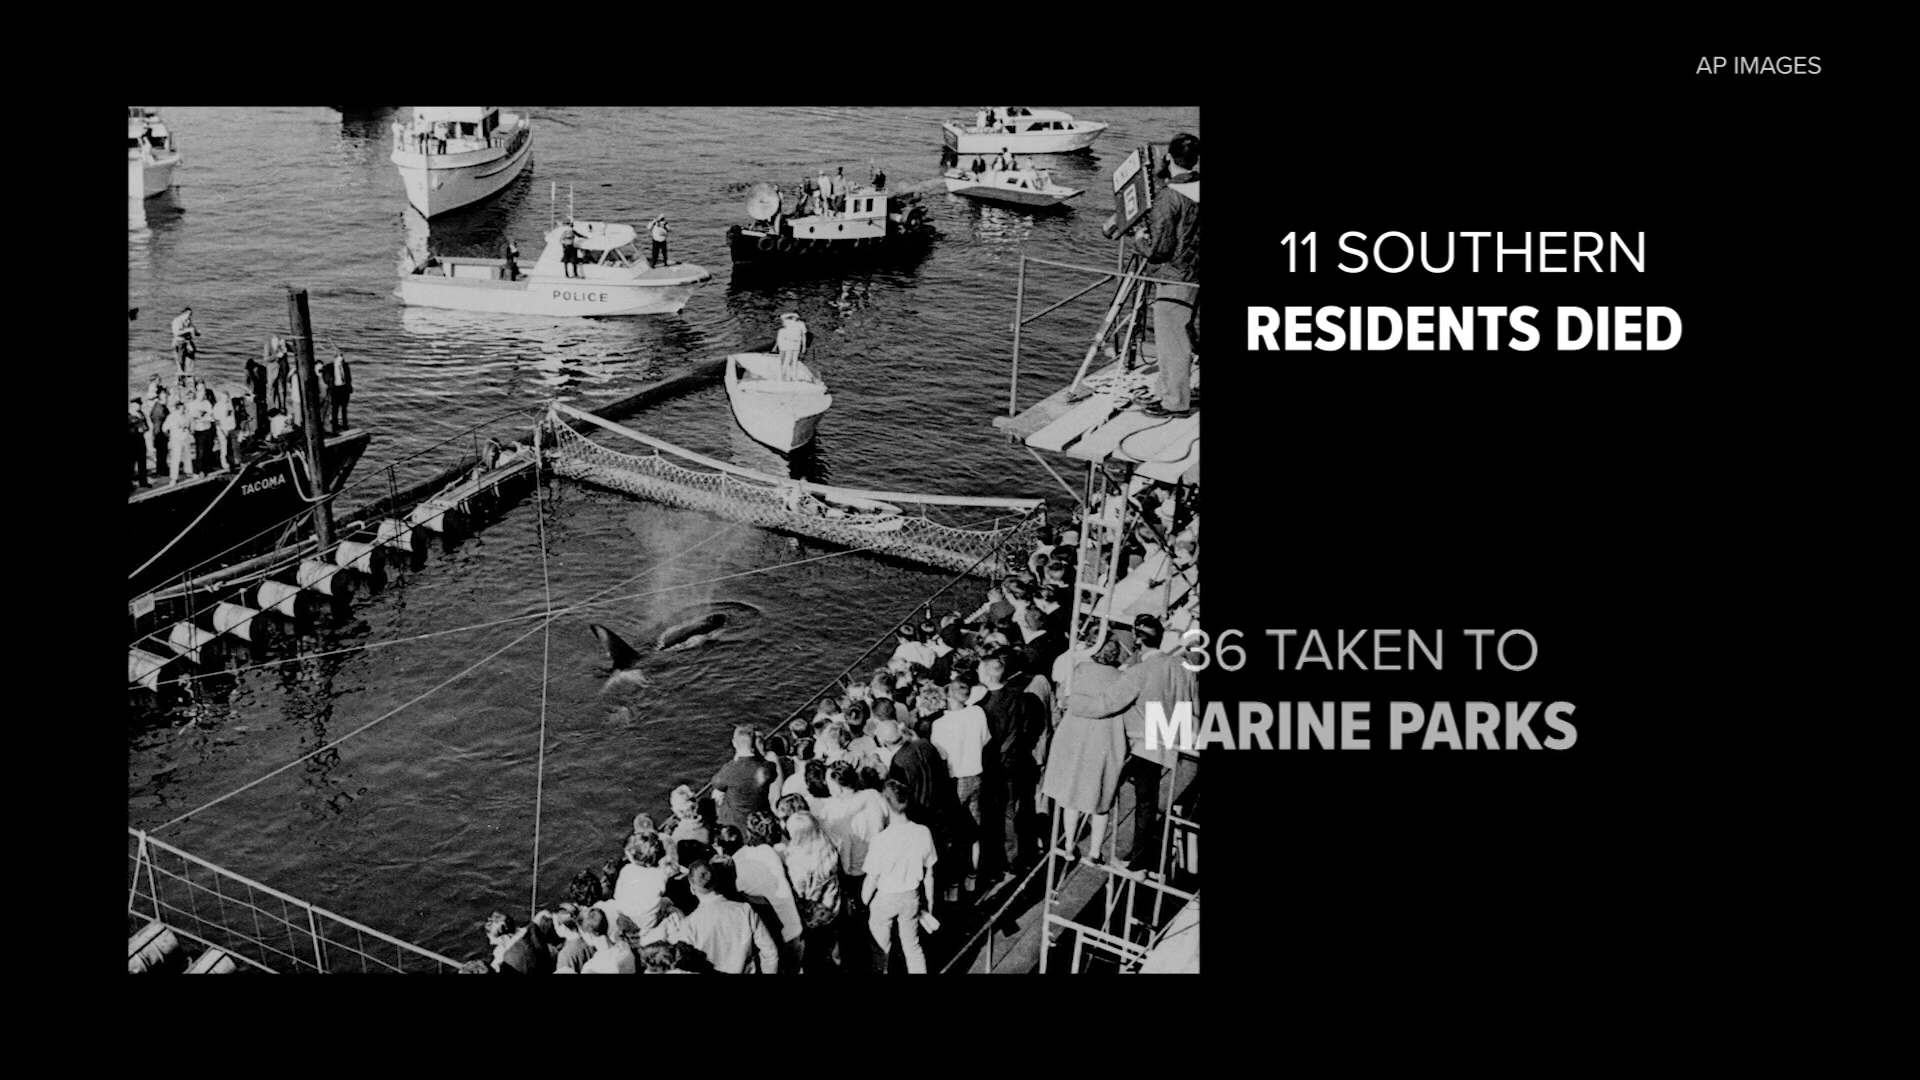 AP IMAGES
11 SOUTHERN
RESIDENTS DIED
36 TAKEN TO
MARINE PARKS
POLICE
TACOMA